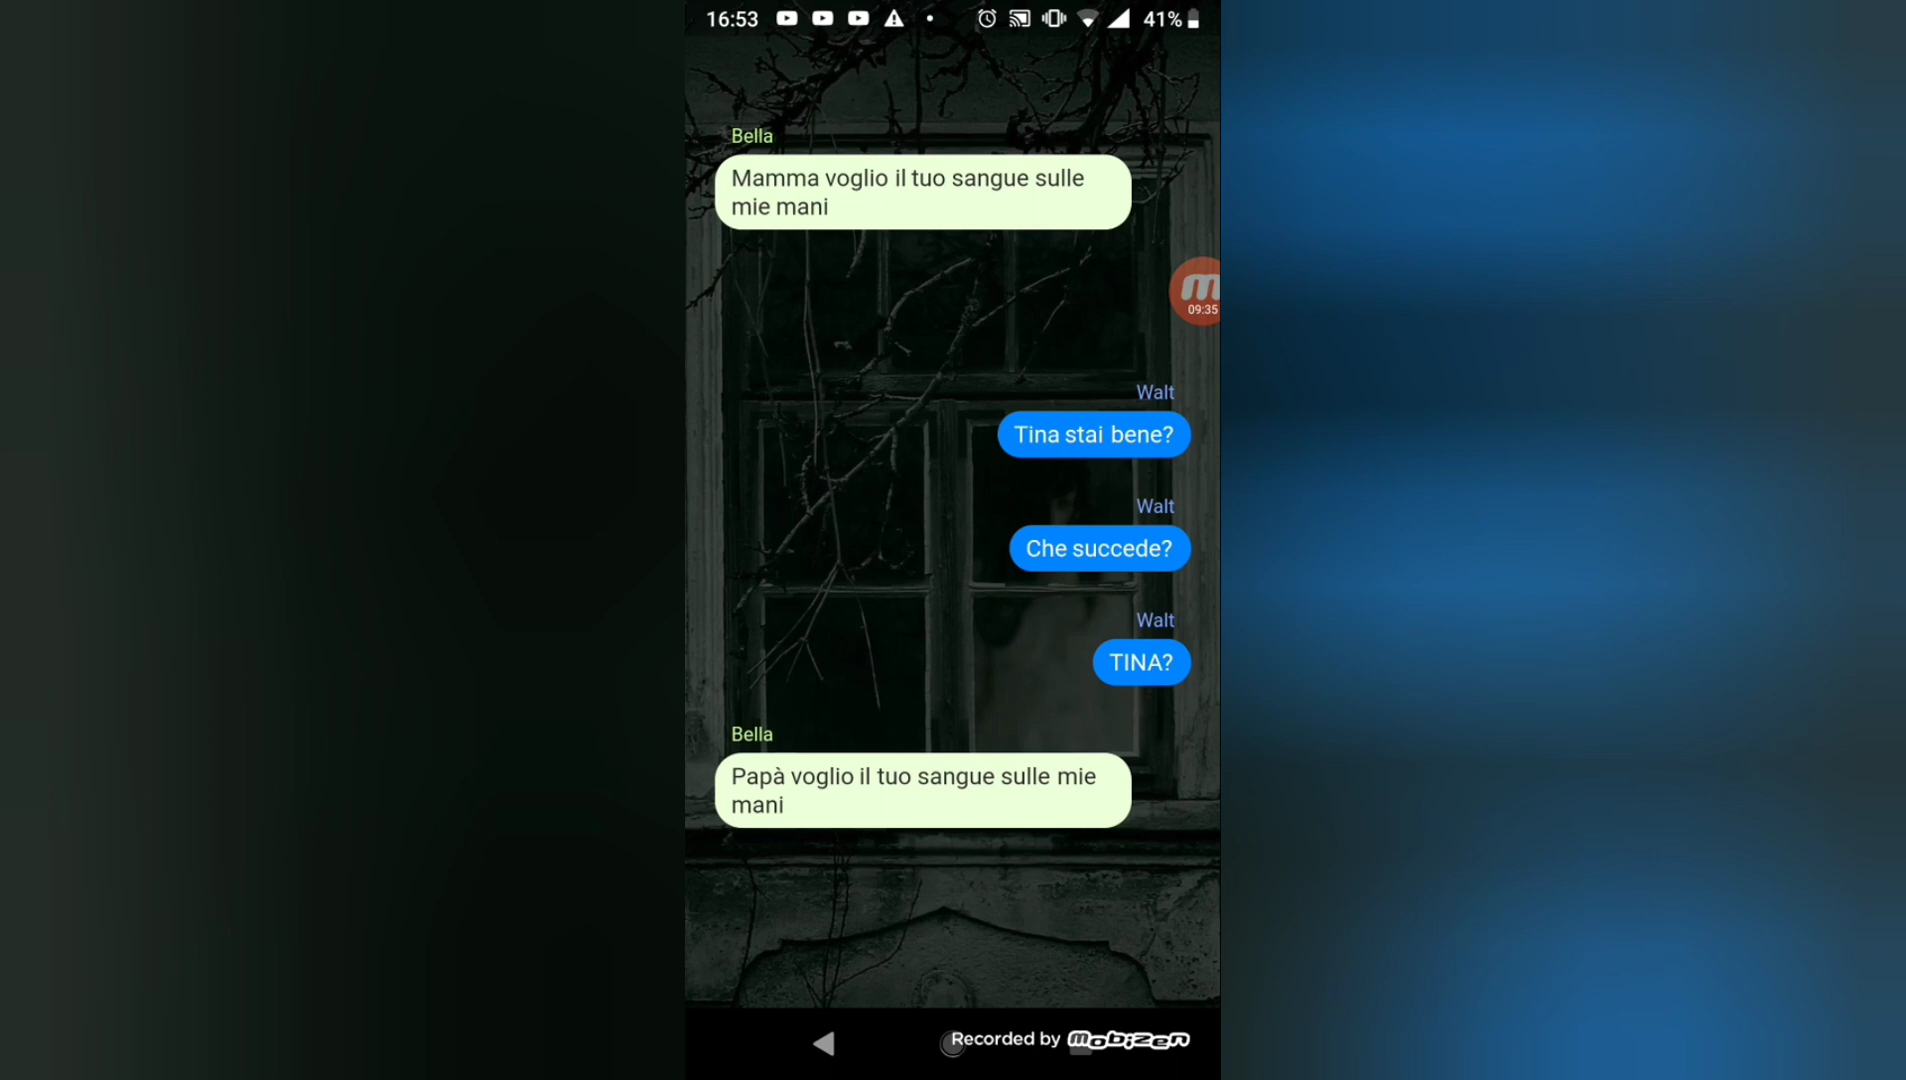 16:53
41%
Bella
Mamma voglio il tuo sangue sulle
mie mani
m
09:35
Walt
Tina stai bene?
Walt
Che succede?
Walt
TINA?
Bella
Papà voglio il tuo sangue sulle mie
mani
Recorded by mobizen